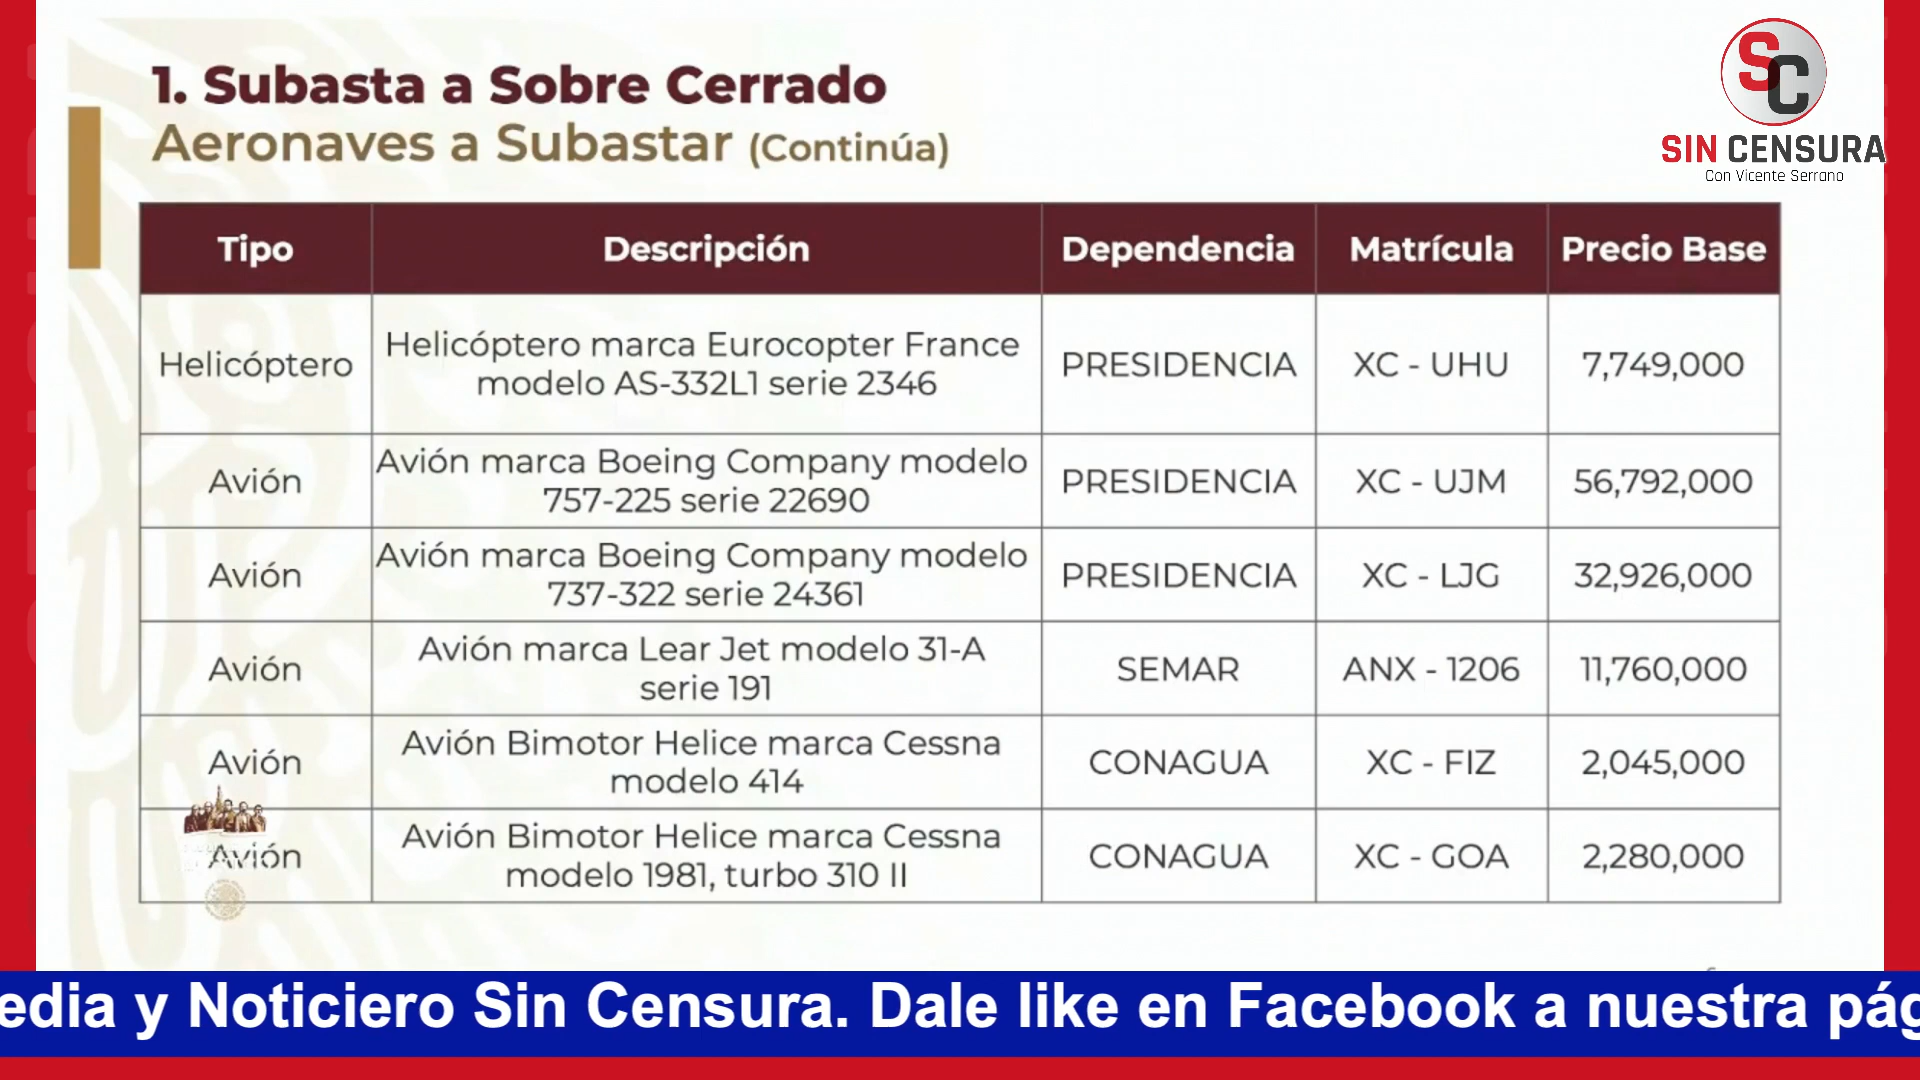 1. Subasta a Sobre Cerrado
Aeronaves a Subastar (Continúa)
SC
SIN CENSURA
Con Vicente Serrano
Tipo Descripción Dependencia Matrícula Precio Base
Helicóptero Helicóptero marca Eurocopter France modelo AS-332L1 serie 2346 PRESIDENCIA XC - UHU 7,749,000
Avión Avión marca Boeing Company modelo 757-225 serie 22690 PRESIDENCIA XC - UJM 56,792,000
Avión Avión marca Boeing Company modelo 737-322 serie 24361 PRESIDENCIA XC - LJG 32,926,000
Avión Avión marca Lear Jet modelo 31-A serie 191 SEMAR ANX - 1206 11,760,000
Avión Avión Bimotor Helice marca Cessna modelo 414 CONAGUA XC - FIZ 2,045,000
Avión Avión Bimotor Helice marca Cessna modelo 1981, turbo 310 II CONAGUA XC - GOA 2,280,000
edia y Noticiero Sin Censura. Dale like en Facebook a nuestra pág